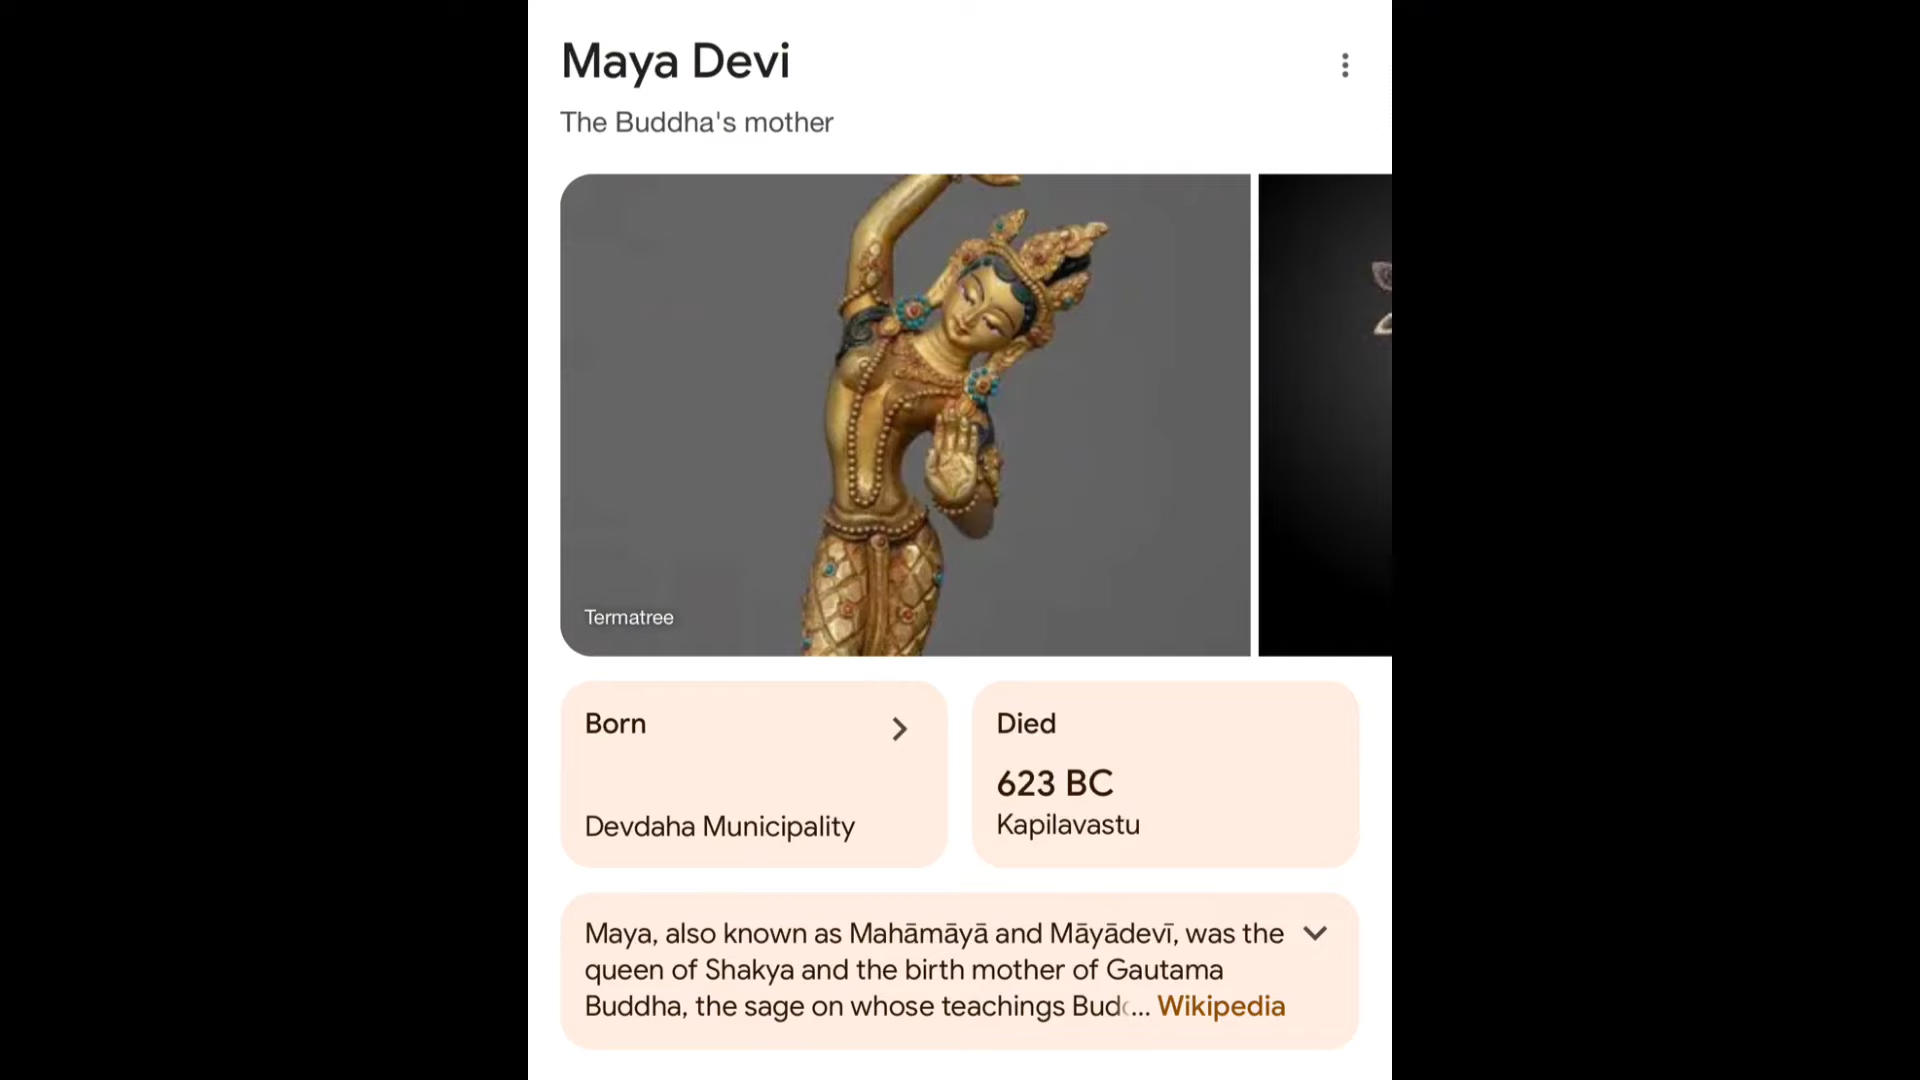 Maya Devi
The Buddha's mother
Termatree
Born
Devdaha Municipality
Died
623 BC
Kapilavastu
Maya, also known as Mahāmāyā and Māyādevī, was the
queen of Shakya and the birth mother of Gautama
Buddha, the sage on whose teachings Bud... Wikipedia